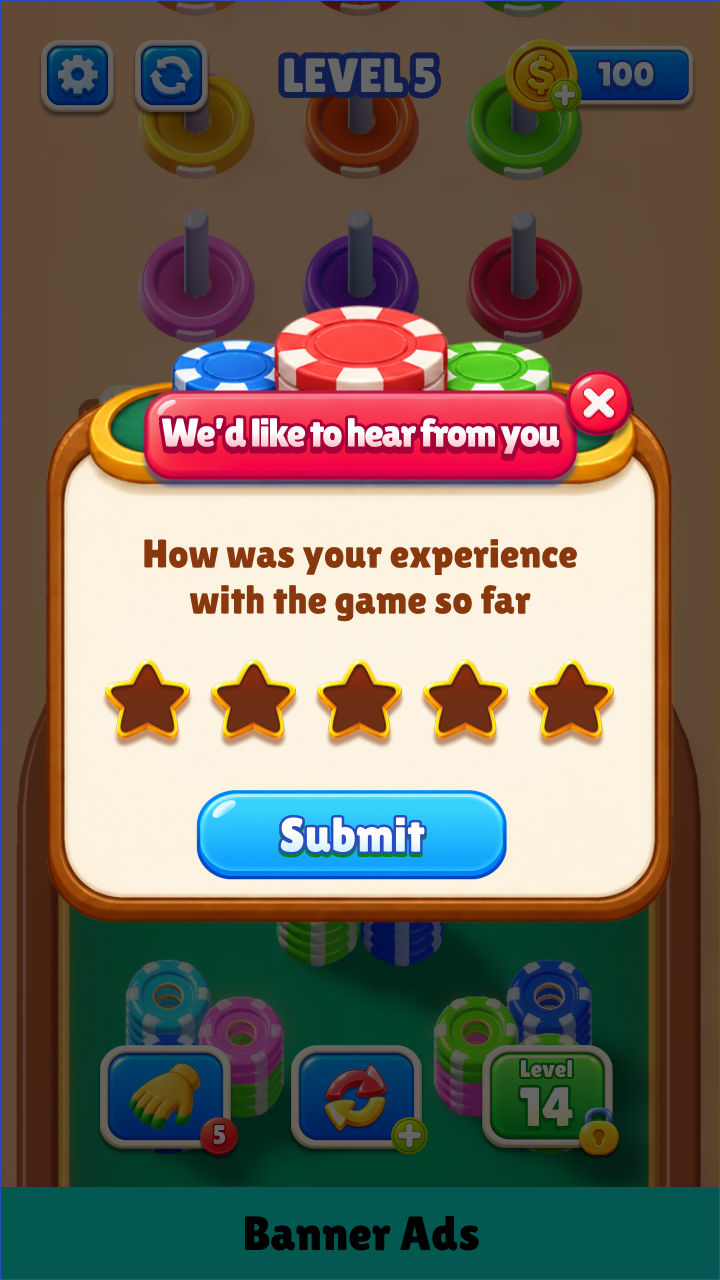 LEVEL 5
100
We'd like to hear from you
How was your experience
with the game so far
Submit
5
Level
14
Banner Ads